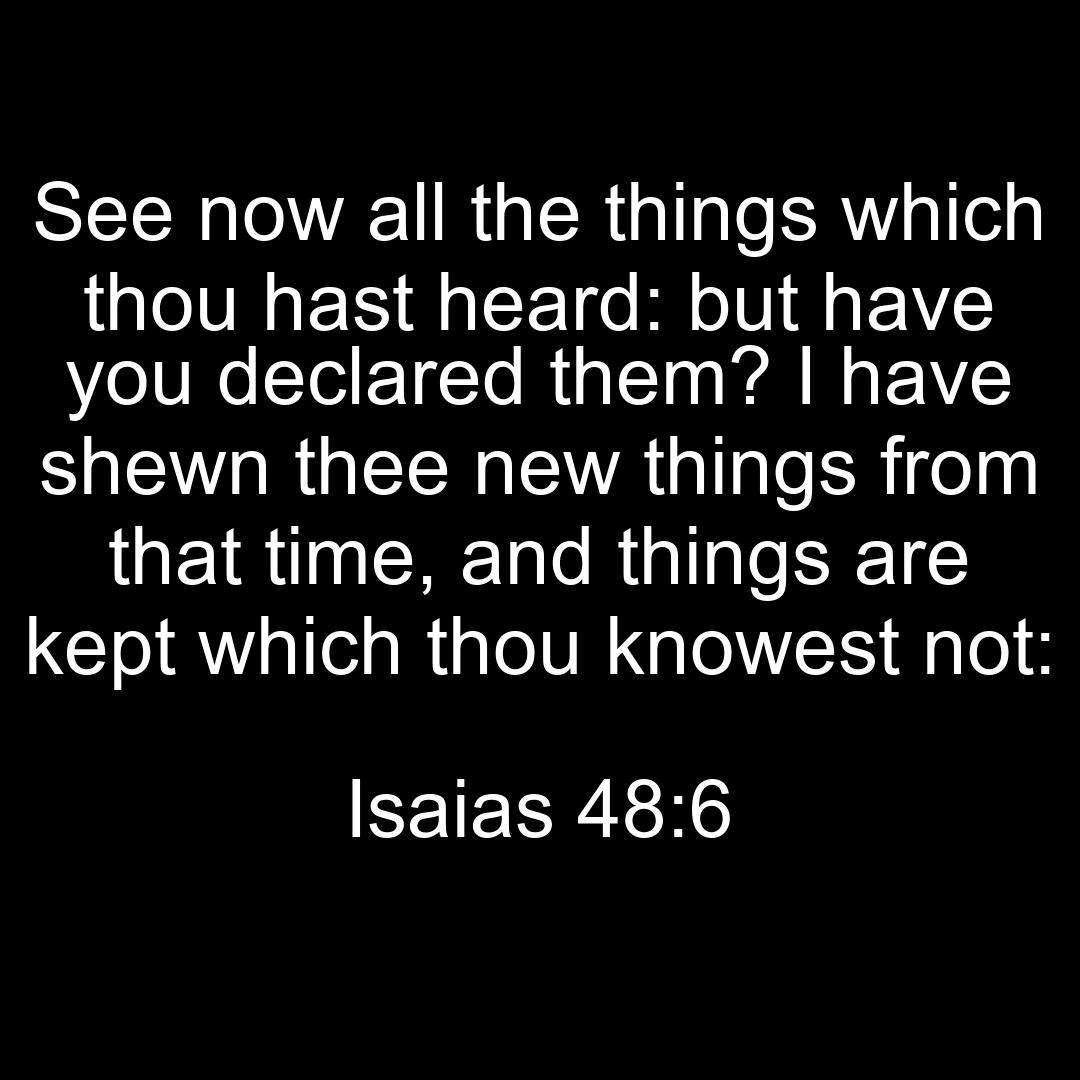 See now all the things which
thou hast heard: but have
you declared them? I have
shewn thee new things from
that time, and things are
kept which thou knowest not:
Isaias 48:6